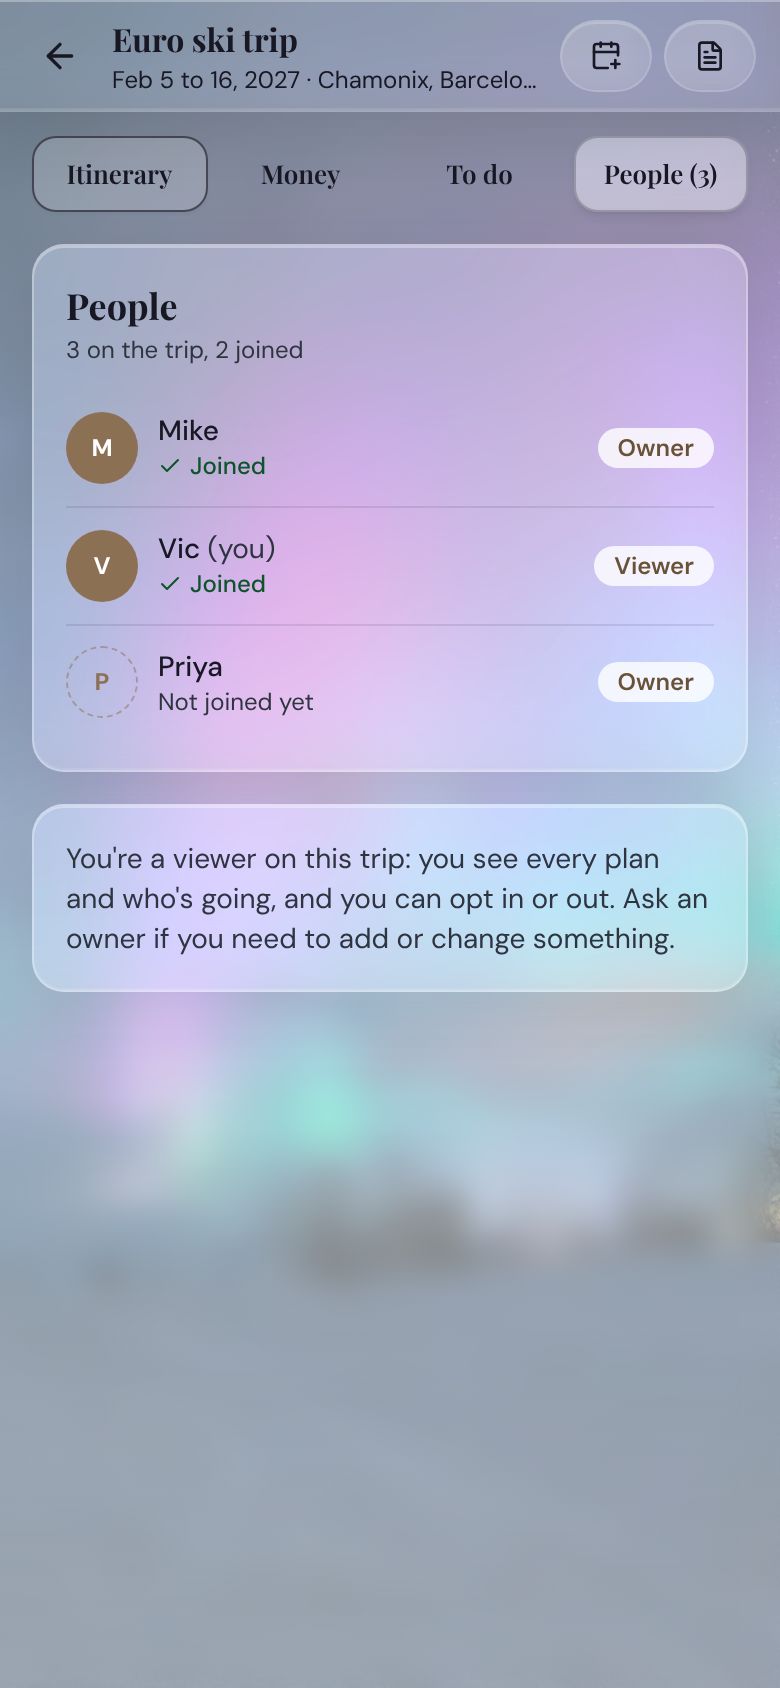 Euro ski trip
Feb 5 to 16, 2027 · Chamonix, Barcelo...
Itinerary
Money
To do
People (3)
People
3 on the trip, 2 joined
M
Mike
Joined
Owner
V
Vic (you)
Joined
Viewer
P
Priya
Not joined yet
Owner
You're a viewer on this trip: you see every plan
and who's going, and you can opt in or out. Ask an
owner if you need to add or change something.